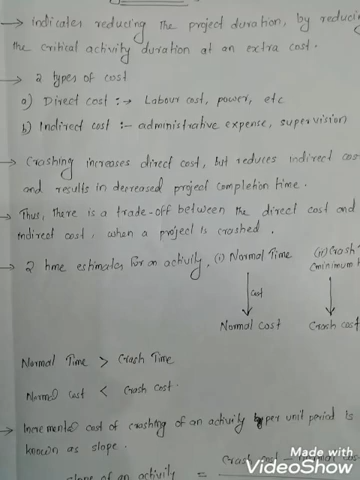 → indicates reducing the project duration, by reducing
the critical activity duration at an extra cost.
→ 2 types of cost
a) Direct cost :→ Labour cost, power, etc
b) Indirect cost :- administrative expense, supervision
→ Crashing increases direct cost, but reduces indirect cos
and results in decreased project completion time.
→ Thus, there is a trade-off between the direct cost and
indirect cost, when a project is crashed.
→ 2 time estimates for an activity, (i) Normal Time (ii) Crash T
(minimum
↓ cost ↓
Normal cost Crash cost
Normal Time > Crash Time
Normal cost < Crash cost.
→ Incremental cost of crashing of an activity per unit period is
known as slope.
Crash cost - Normal cos
slope of an activity =
Made with
VideoShow